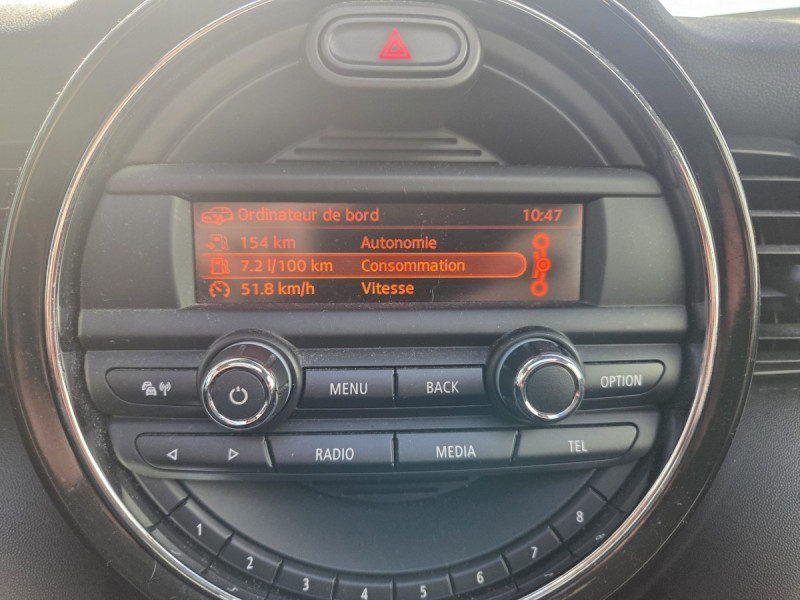 Ordinateur de bord 10:47
154 km Autonomie
7.2 l/100 km Consommation
51.8 km/h Vitesse
MENU BACK OPTION
RADIO MEDIA TEL
1 2 3 4 5 6 7 8